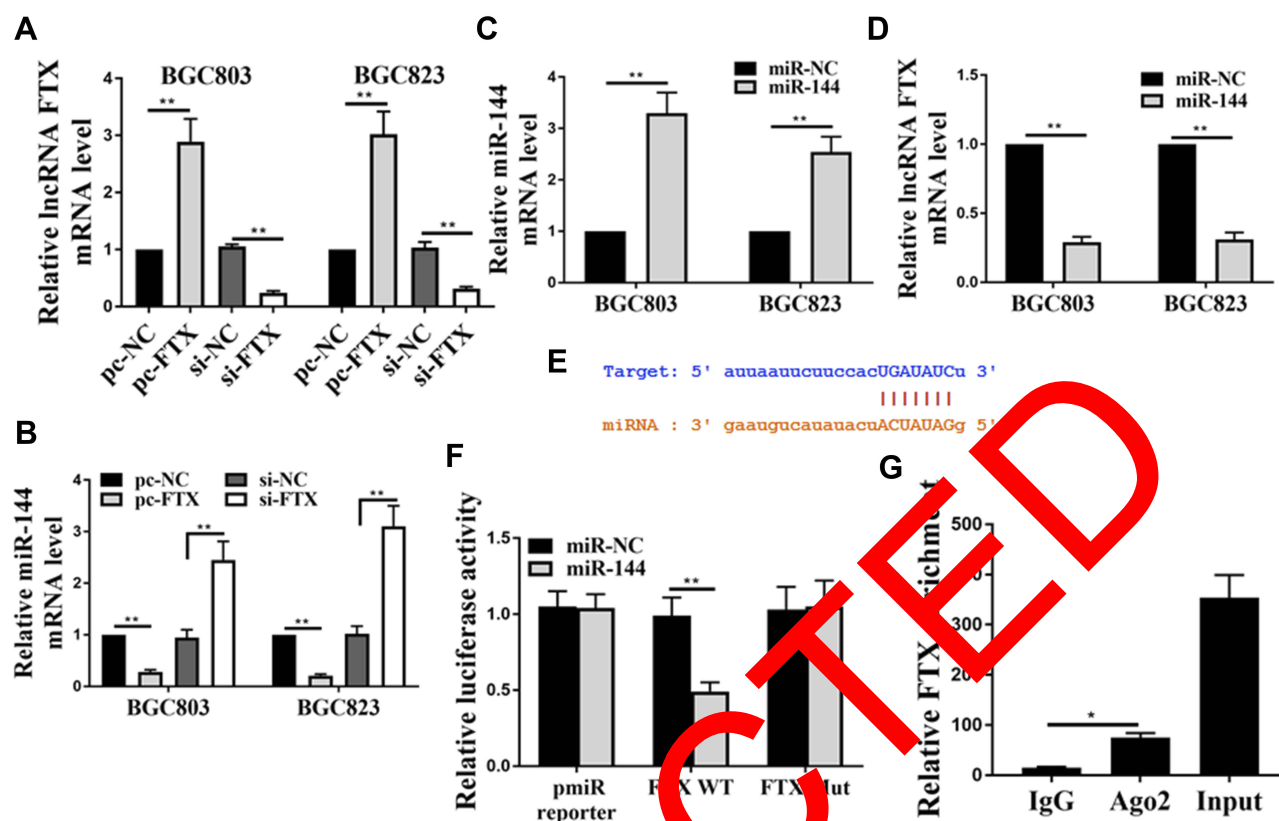 A
BGC803 BGC823
Relative lncRNA FTX
mRNA level
4
3
2
1
0
** ** ** **
pc-NC pc-FTX si-NC si-FTX pc-NC pc-FTX si-NC si-FTX
B
Relative miR-144
mRNA level
pc-NC si-NC
pc-FTX si-FTX
4
3
2
1
0
** ** ** **
BGC803 BGC823
C
Relative miR-144
mRNA level
miR-NC
miR-144
4
3
2
1
0
** **
BGC803 BGC823
D
Relative lncRNA FTX
mRNA level
miR-NC
miR-144
1.5
1.0
0.5
0.0
** **
BGC803 BGC823
E
Target: 5' auuaauucuuccacUGAUAUCu 3'
|||||||
miRNA : 3' gaaugucauauacuACUAUAGg 5'
F
Relative luciferase activity
miR-NC
miR-144
1.5
1.0
0.5
0.0
**
pmiR FTX WT FTX Mut
reporter
G
Relative FTX
500
300
100
0
*
IgG Ago2 Input
CTED